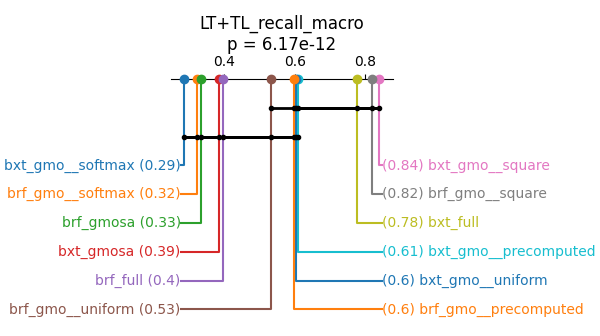 LT+TL_recall_macro
p = 6.17e-12
0.4 0.6 0.8
bxt_gmo__softmax (0.29) (0.84) bxt_gmo__square
brf_gmo__softmax (0.32) (0.82) brf_gmo__square
brf_gmosa (0.33) (0.78) bxt_full
bxt_gmosa (0.39) (0.61) bxt_gmo__precomputed
brf_full (0.4) (0.6) bxt_gmo__uniform
brf_gmo__uniform (0.53) (0.6) brf_gmo__precomputed